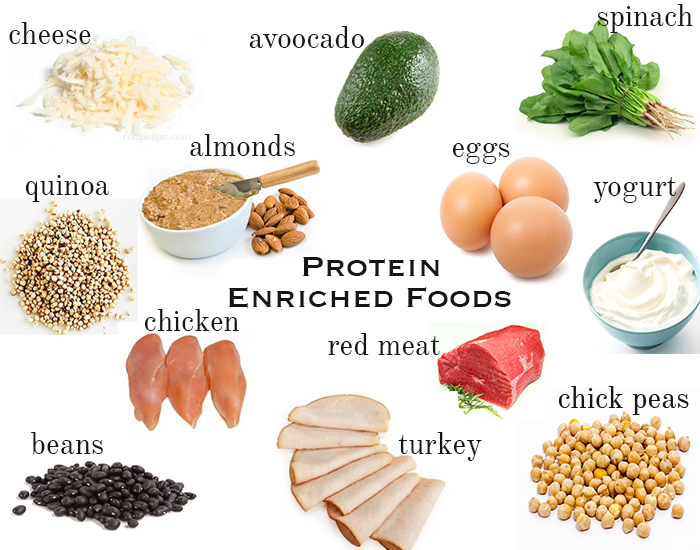 cheese
avoocado
spinach
almonds
eggs
quinoa
yogurt
PROTEIN
ENRICHED FOODS
chicken
red meat
chick peas
beans
turkey